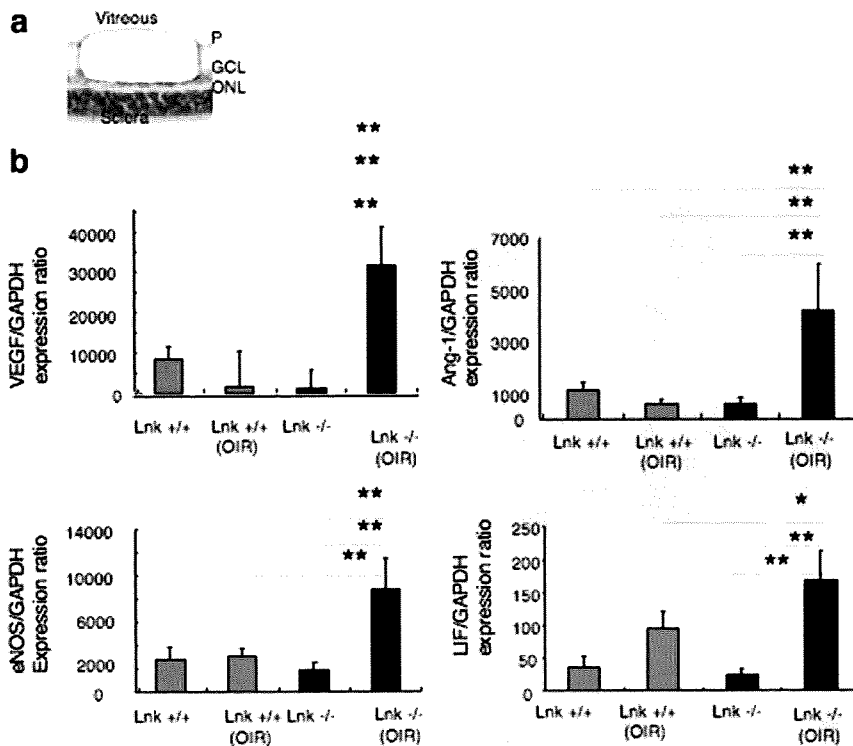 a
Vitreous
P
GCL
ONL
Sclera
b
VEGF/GAPDH
expression ratio
40000
30000
20000
10000
0
**
**
**
Lnk +/+
Lnk +/+
(OIR)
Lnk -/-
Lnk -/-
(OIR)
Ang-1/GAPDH
expression ratio
7000
5000
3000
1000
0
**
**
**
Lnk +/+
Lnk +/+
(OIR)
Lnk -/-
Lnk -/-
(OIR)
eNOS/GAPDH
Expression ratio
14000
10000
6000
2000
0
**
**
**
Lnk +/+
Lnk +/+
(OIR)
Lnk -/-
Lnk -/-
(OIR)
LIF/GAPDH
expression ratio
250
200
150
100
50
0
*
**
**
Lnk +/+
Lnk +/+
(OIR)
Lnk -/-
Lnk -/-
(OIR)